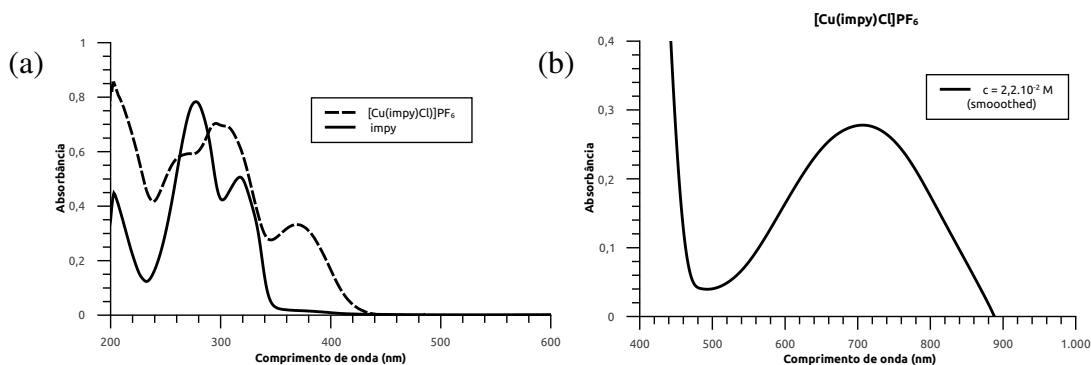 (a)
1
0,8
0,6
0,4
0,2
0
Absorbância
[Cu(impy)Cl)]PF₆
impy
200
300
400
500
600
Comprimento de onda (nm)
(b)
[Cu(impy)Cl]PF₆
0,4
0,3
0,2
0,1
0
Absorbância
c = 2,2.10⁻² M
(smooothed)
400
500
600
700
800
900
1.000
Comprimento de onda (nm)